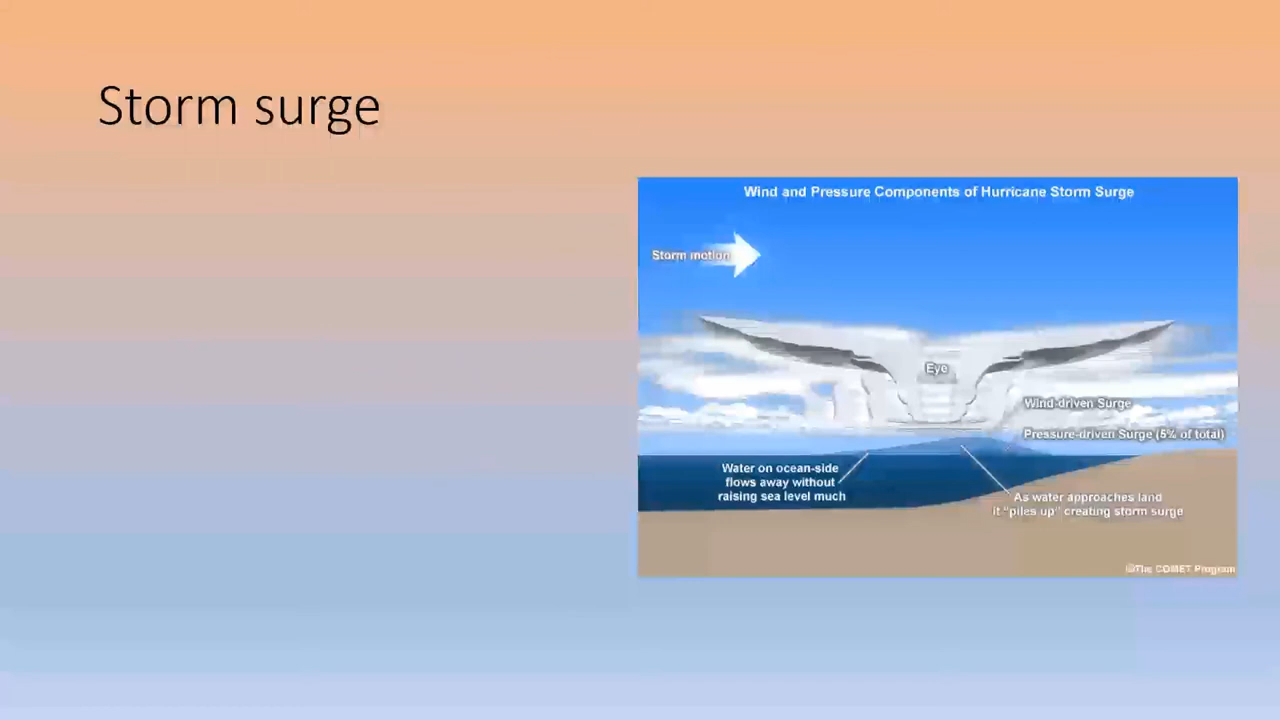 Storm surge
Wind and Pressure Components of Hurricane Storm Surge
Storm motion
Eye
Wind-driven Surge
Pressure-driven Surge (5% of total)
Water on ocean-side
flows away without
raising sea level much
As water approaches land
it "piles up" creating storm surge
©The COMET Program